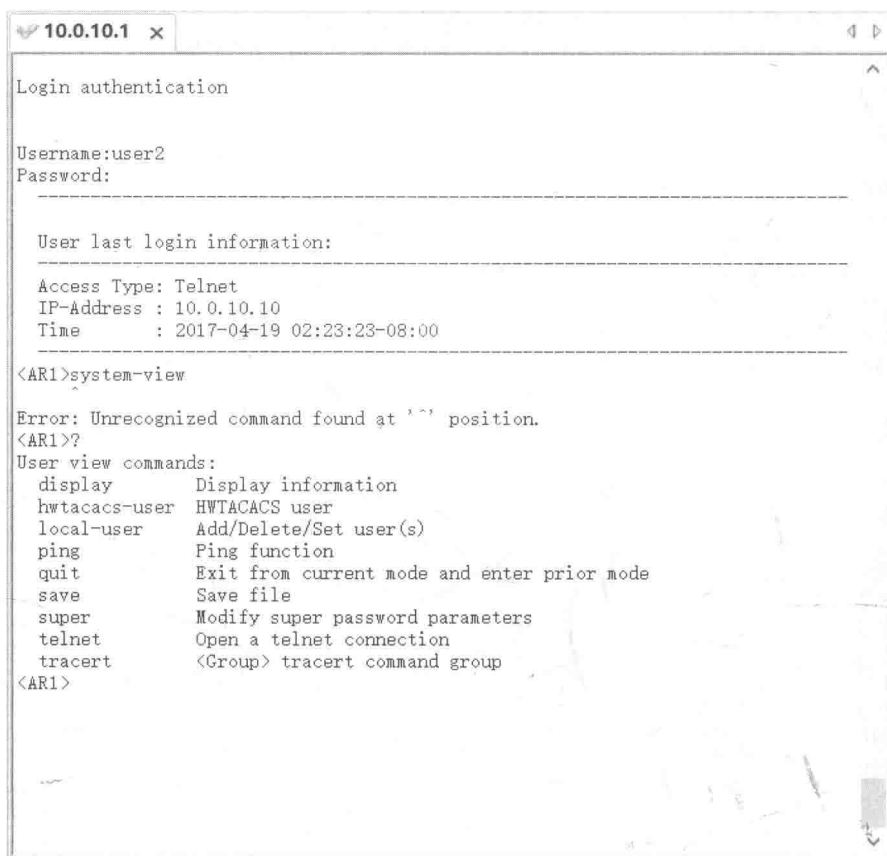 10.0.10.1 ×
Login authentication
Username:user2
Password:
--------------------------------------------------------------------------------
User last login information:
--------------------------------------------------------------------------------
Access Type: Telnet
IP-Address : 10.0.10.10
Time       : 2017-04-19 02:23:23-08:00
--------------------------------------------------------------------------------
<AR1>system-view
     ^
Error: Unrecognized command found at '^' position.
<AR1>?
User view commands:
  display        Display information
  hwtacacs-user  HWTACACS user
  local-user     Add/Delete/Set user(s)
  ping           Ping function
  quit           Exit from current mode and enter prior mode
  save           Save file
  super          Modify super password parameters
  telnet         Open a telnet connection
  tracert        <Group> tracert command group
<AR1>